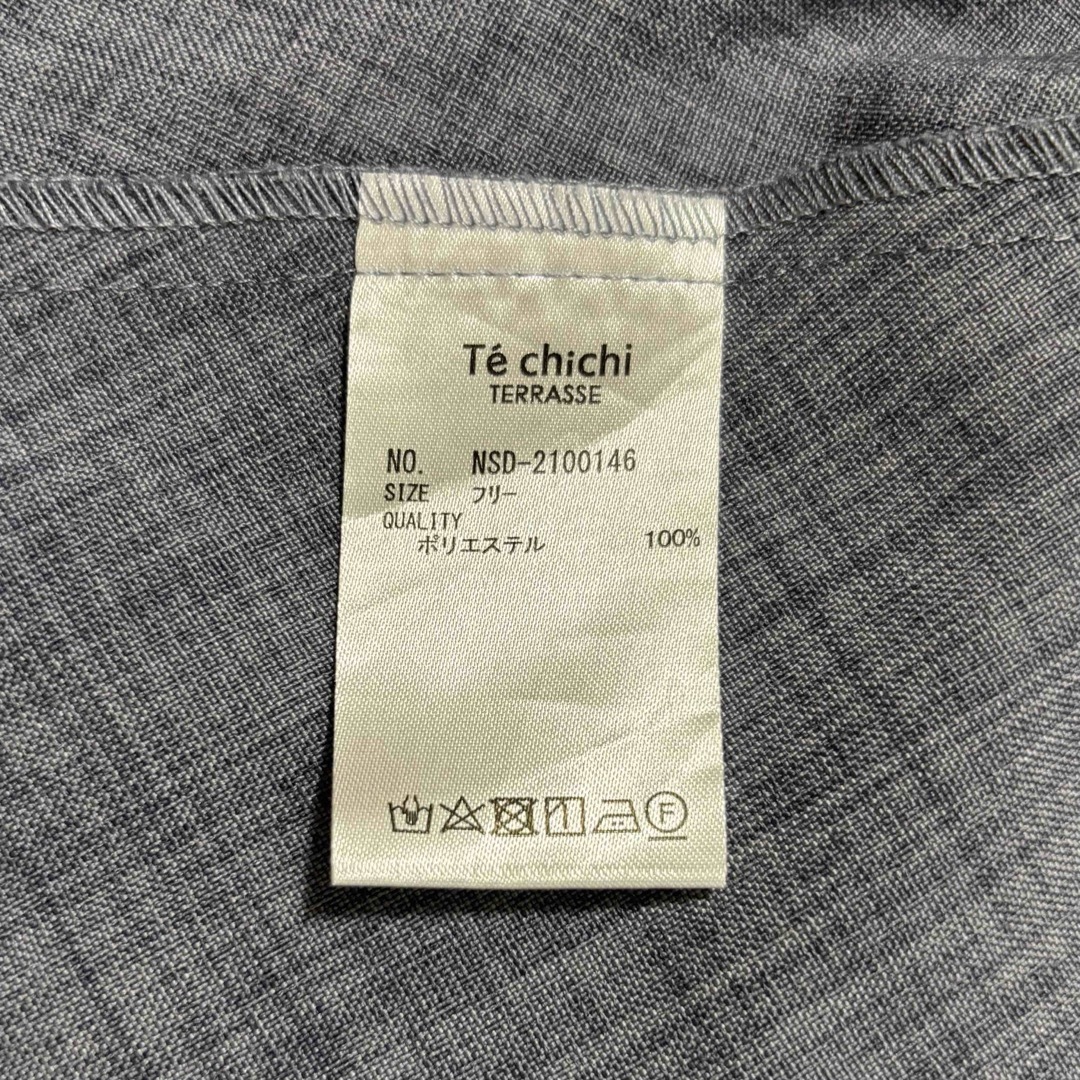 Té chichi
TERRASSE
NO. NSD-2100146
SIZE フリー
QUALITY
ポリエステル 100%
F